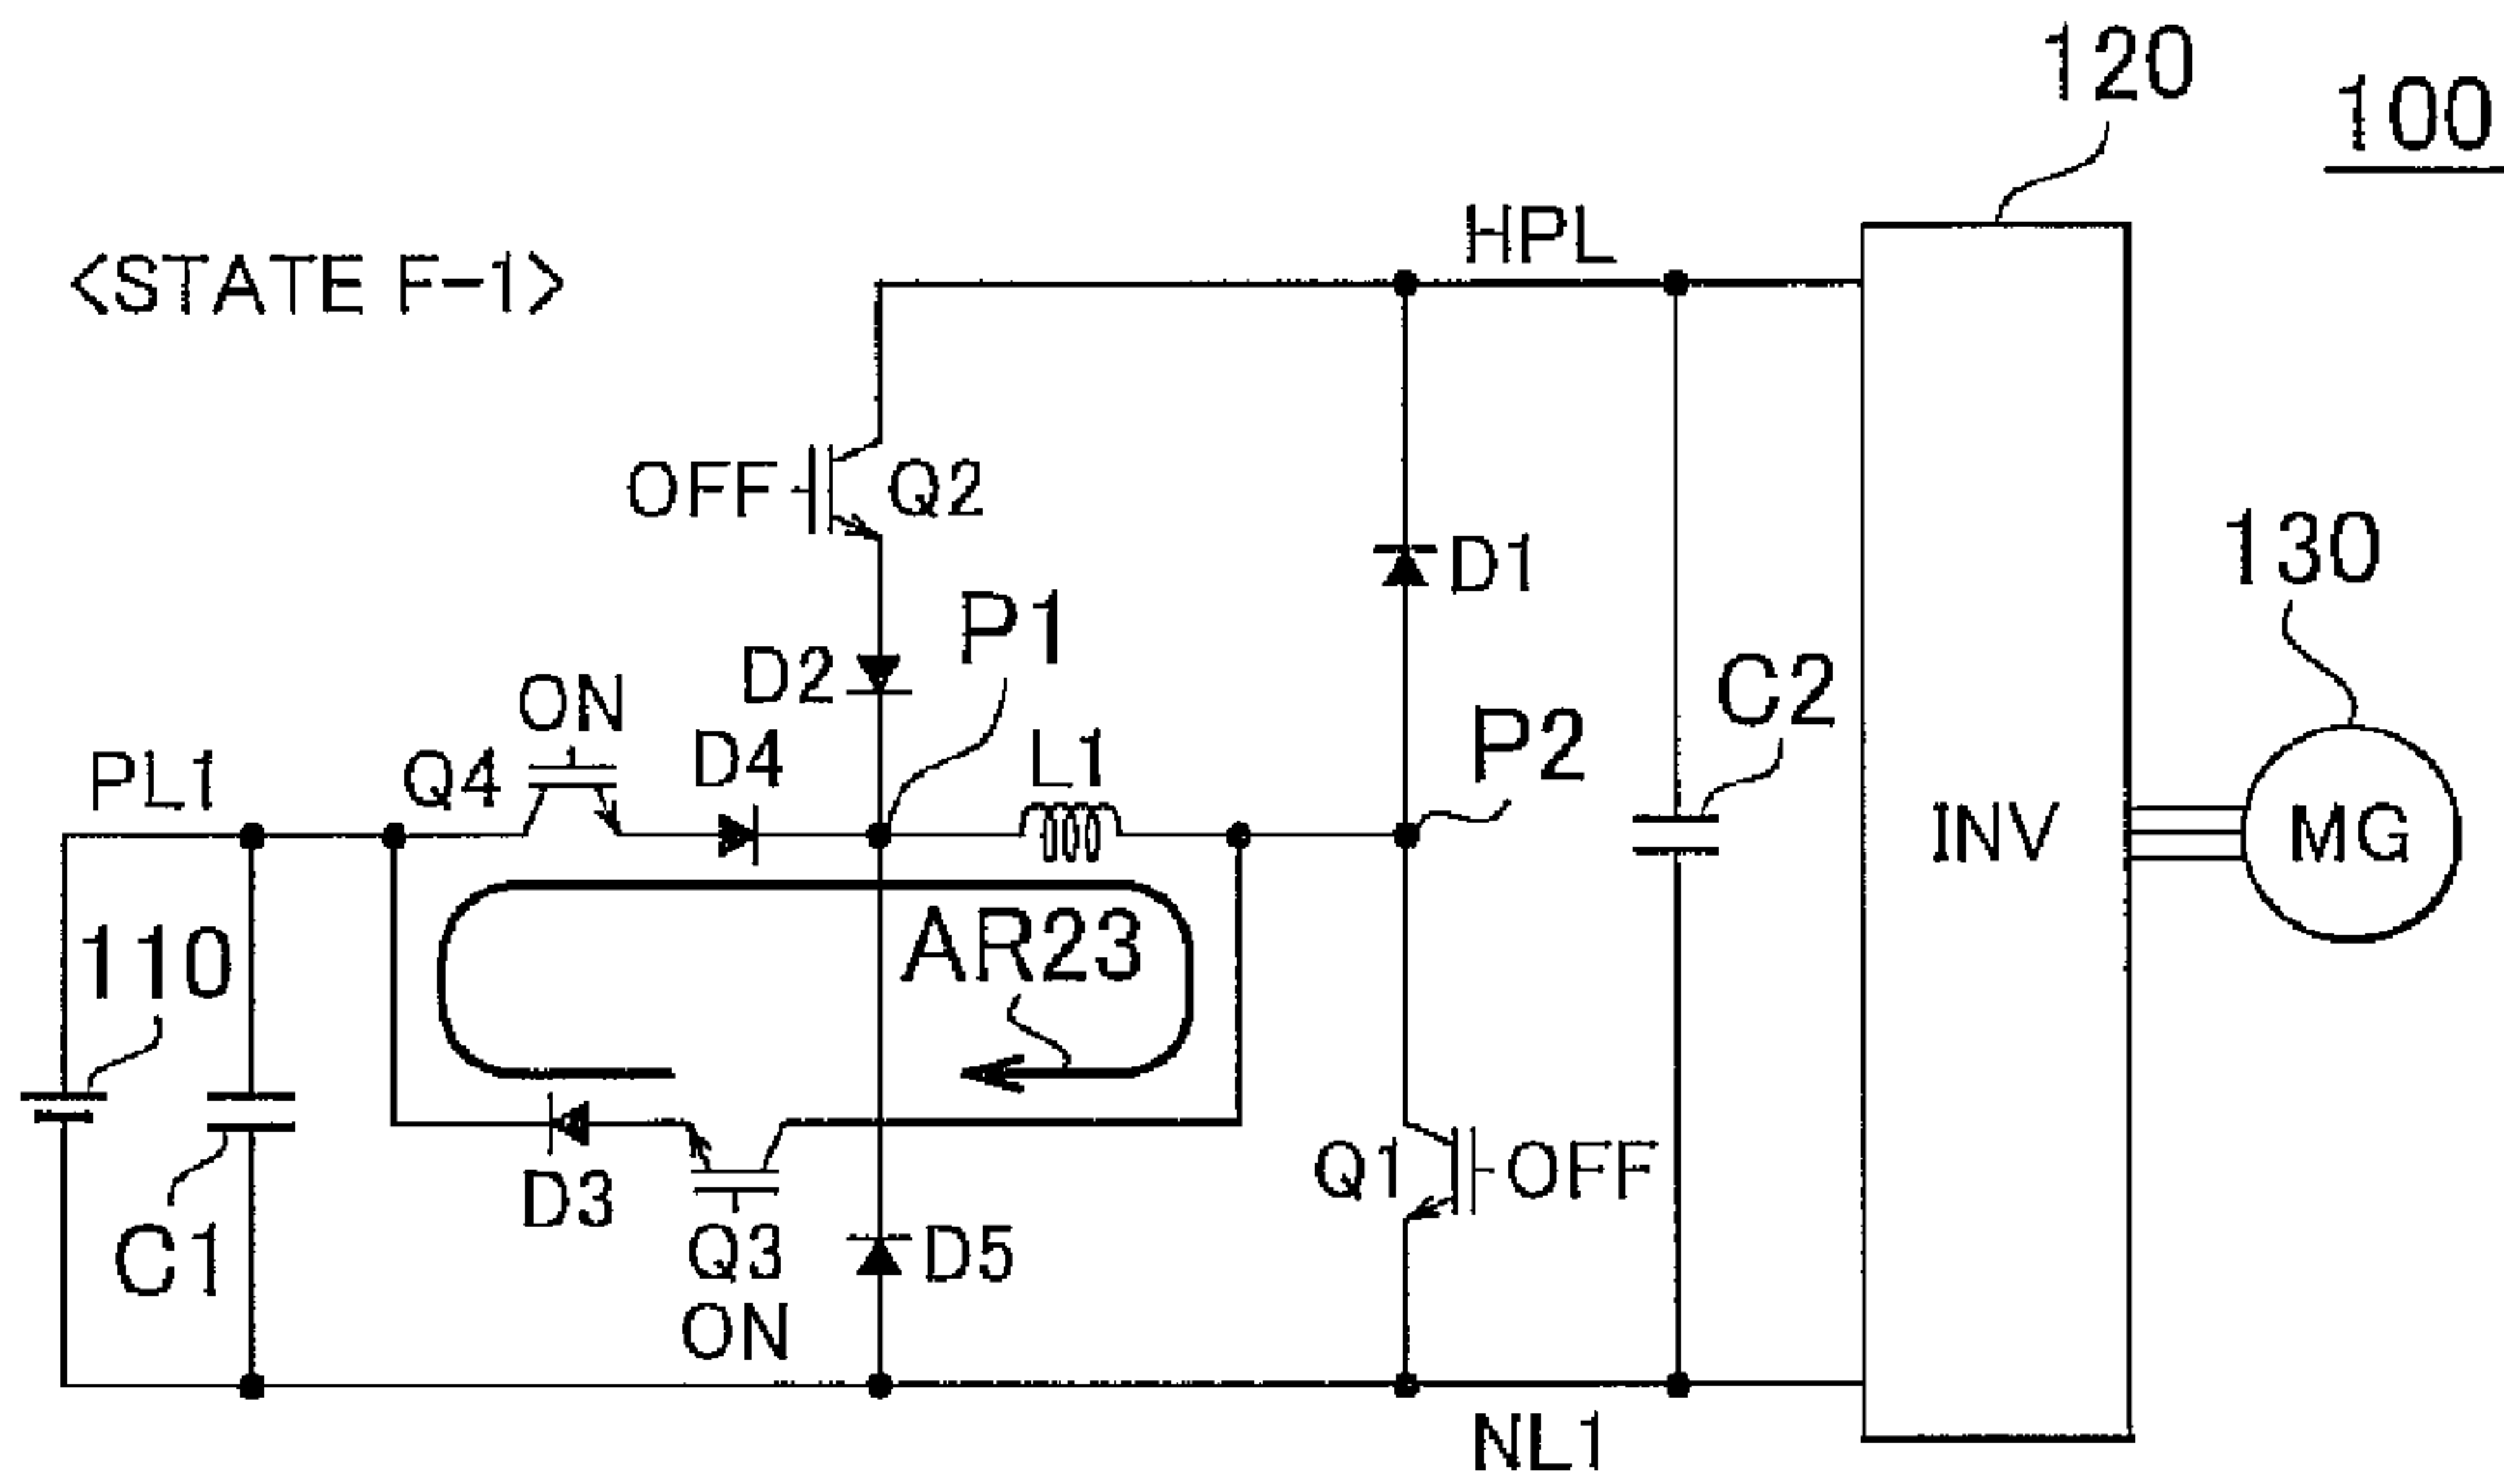 120
100
HPL
<STATE F-1>
OFF
Q2
D1
130
P1
D2
C2
ON
P2
D4
L1
PL1
Q4
INV
MG
110
AR23
Q1
OFF
D3
C1
Q3
D5
ON
NL1